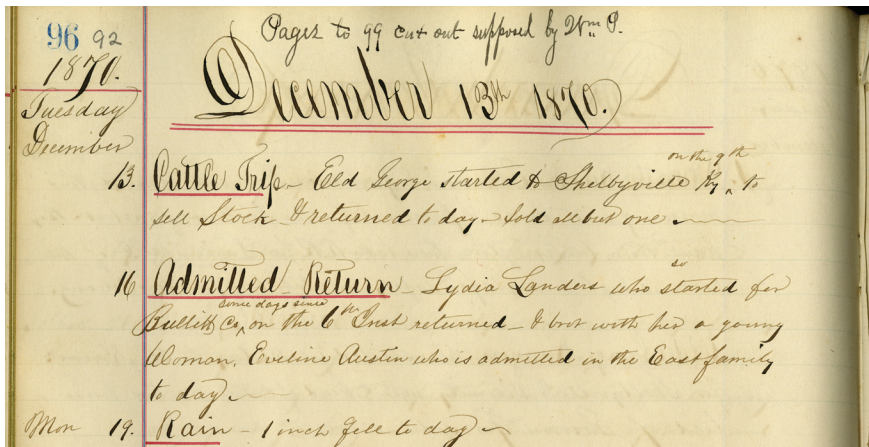 96 92 Pages to 99 cut out supposed by Wm P.
1870.
December 13th 1870.
Tuesday
December
on the 9th
13. Cattle Trip - Eld George started to Shelbyville Ky ^ to
sell Stock & returned to day - Sold all but one
so
16 Admitted - Return - Lydia Landers who started for
some days since
Bullitt Co, on the 6th Inst returned - & brot with her a young
Woman, Eveline Austin who is admitted in the East family
to day
Mon 19. Rain - 1 inch fell to day